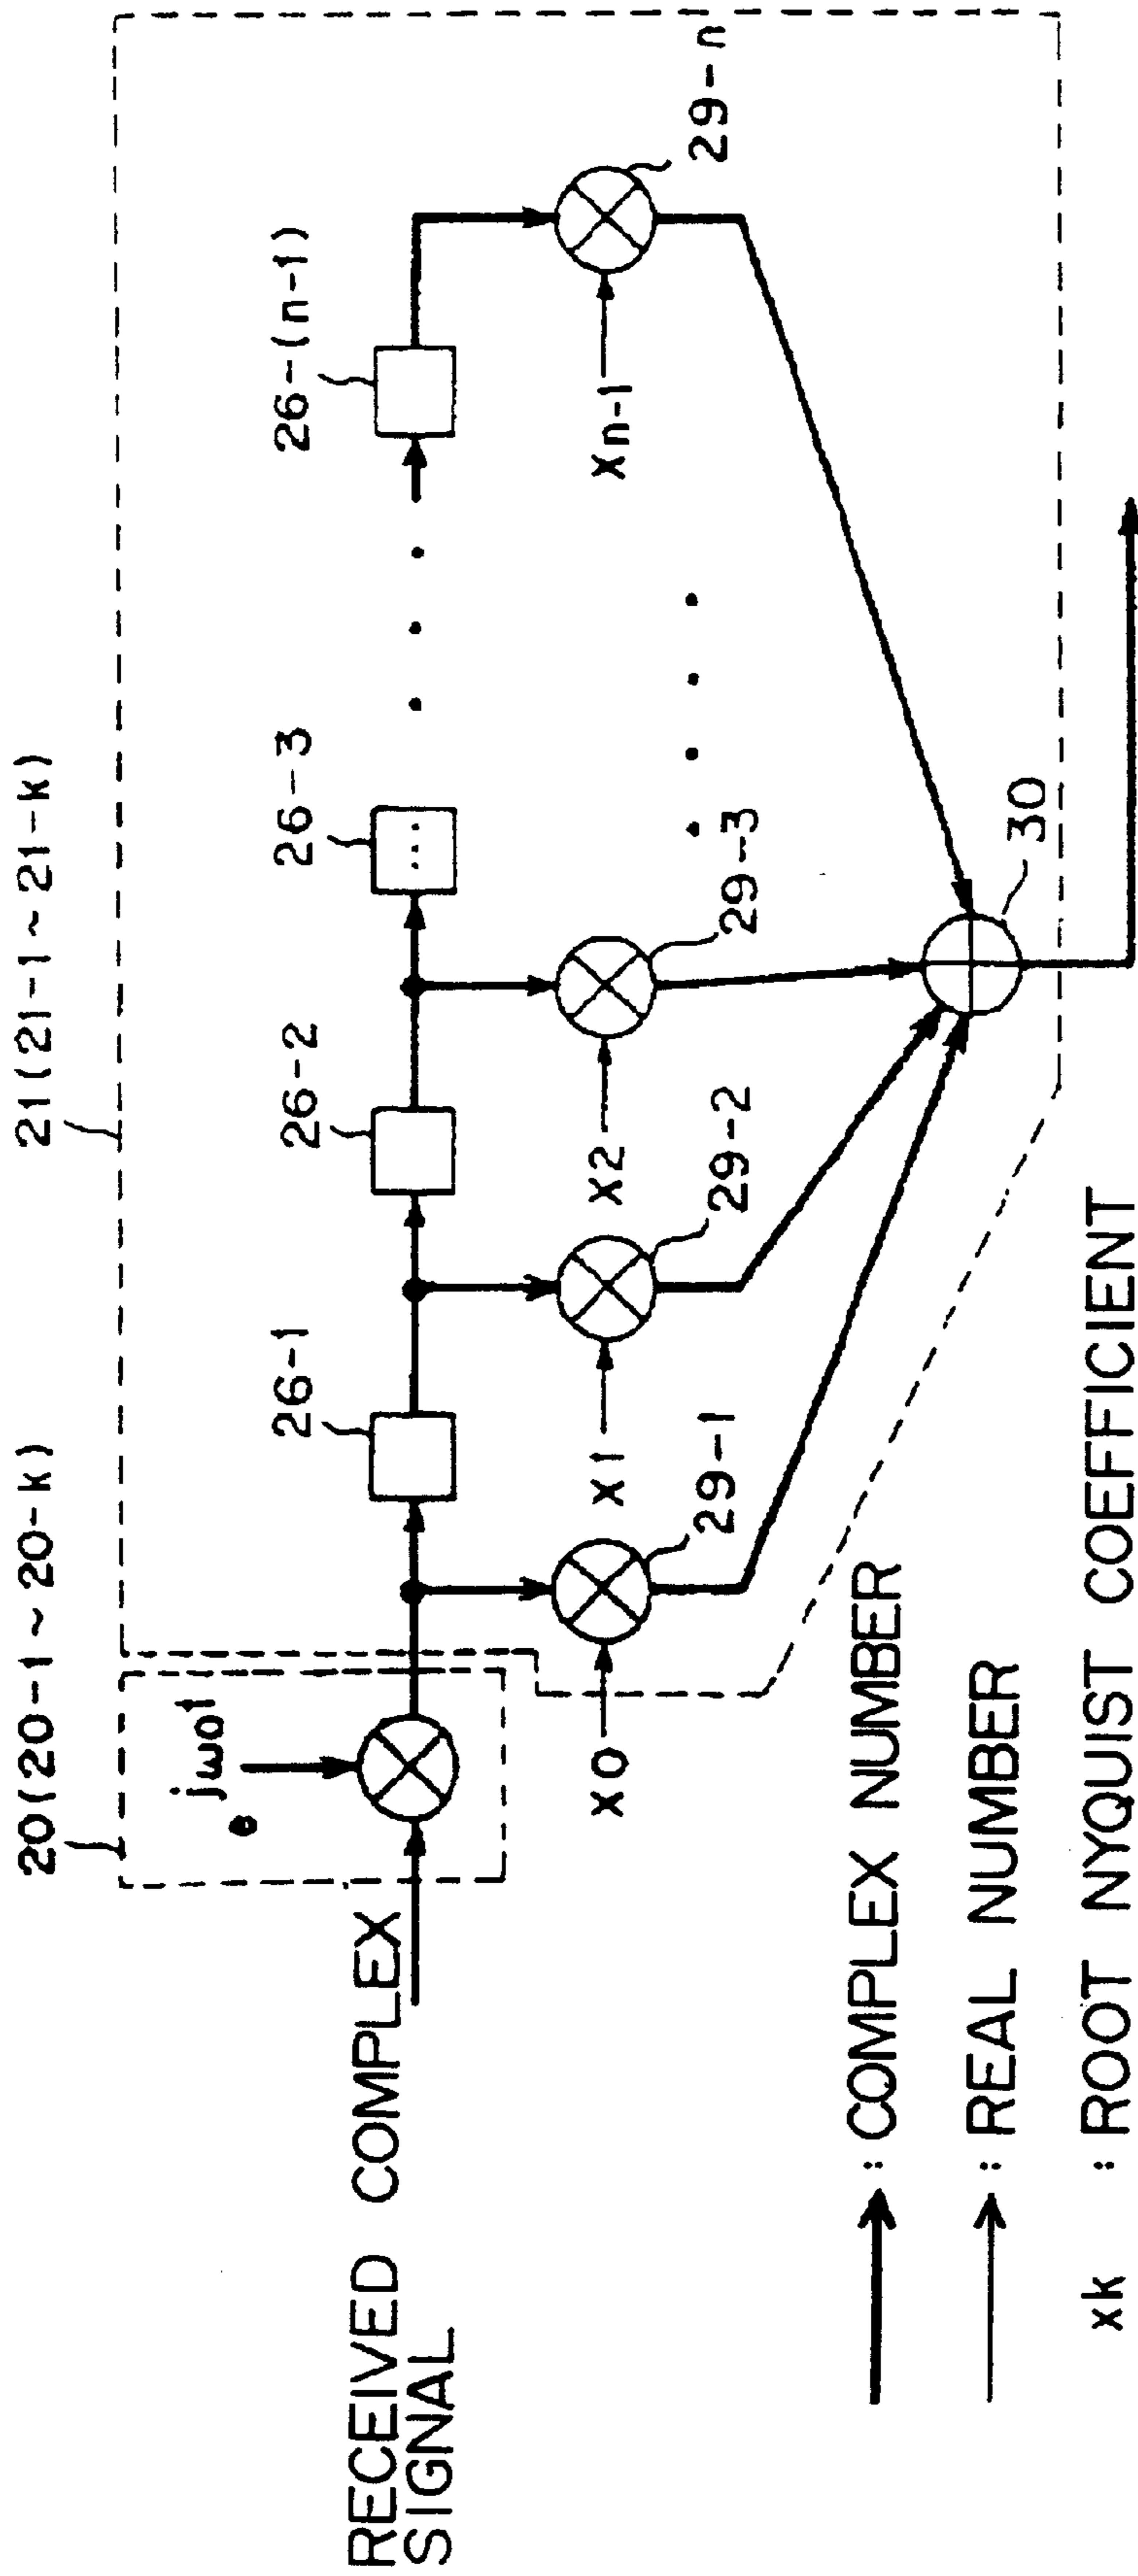 20(20-1~20-k)
21(21-1~21-k)
e jω0t
26-1
26-2
26-3
26-(n-1)
RECEIVED COMPLEX
SIGNAL
x0
x1
x2
xn-1
29-1
29-2
29-3
29-n
30
: COMPLEX NUMBER
: REAL NUMBER
xk : ROOT NYQUIST COEFFICIENT